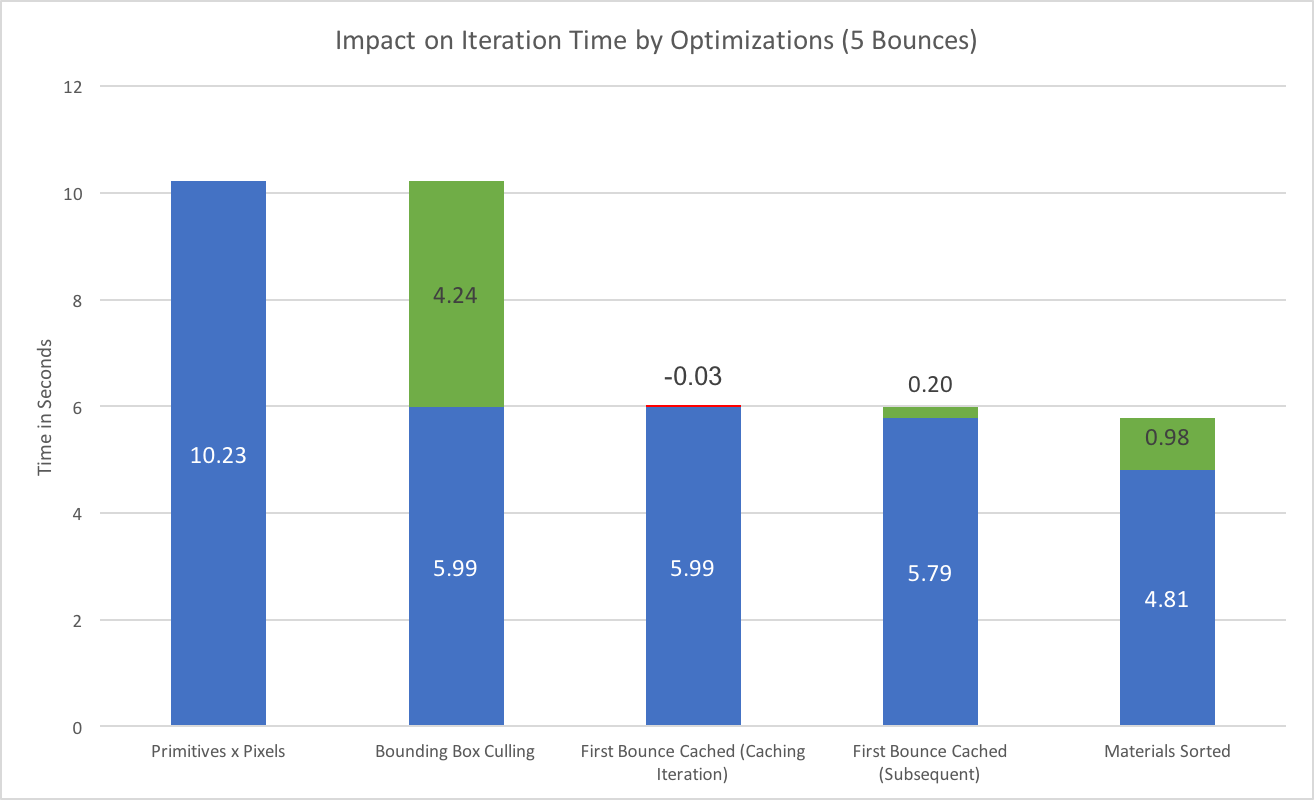 Impact on Iteration Time by Optimizations (5 Bounces)
Time in Seconds
12
10
8
6
4
2
0
10.23
4.24
5.99
-0.03
5.99
0.20
5.79
0.98
4.81
Primitives x Pixels
Bounding Box Culling
First Bounce Cached (Caching
Iteration)
First Bounce Cached
(Subsequent)
Materials Sorted